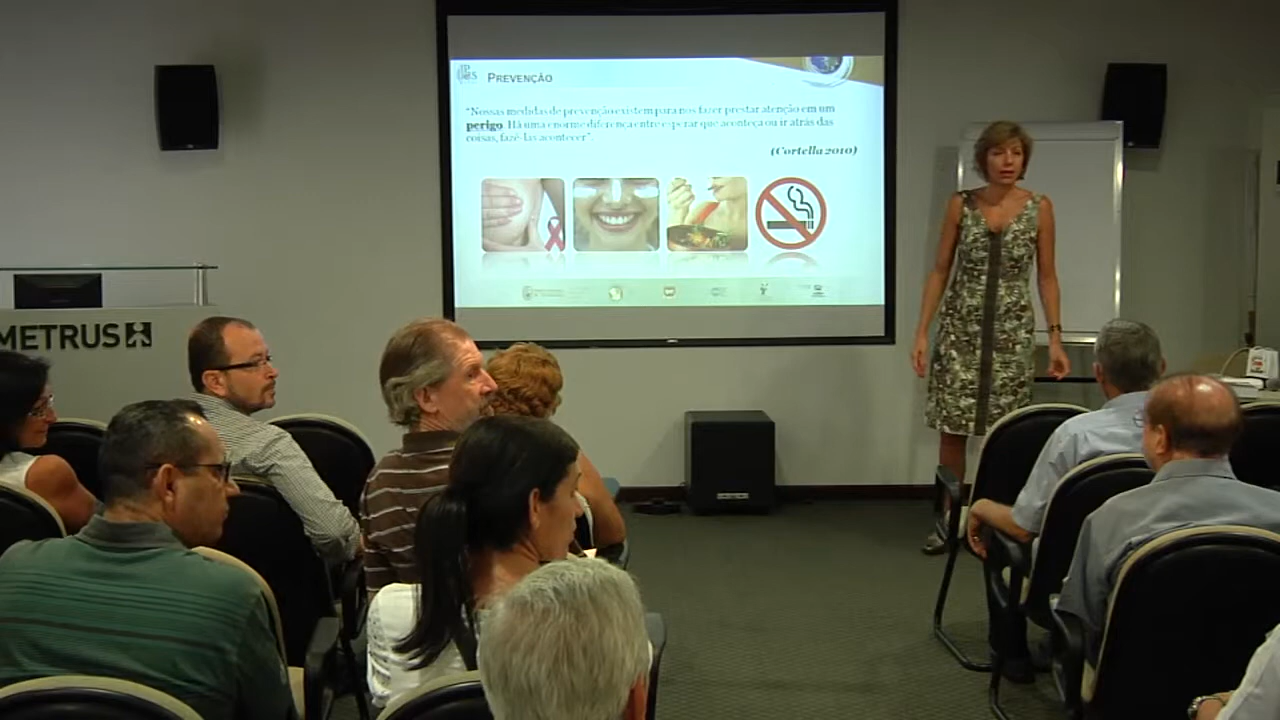 PREVENÇÃO
"Nossas medidas de prevenção existem para nos fazer prestar atenção em um
perigo. Há uma enorme diferença entre esperar que aconteça ou ir atrás das
coisas, fazê-las acontecer".
(Cortella 2010)
METRUS